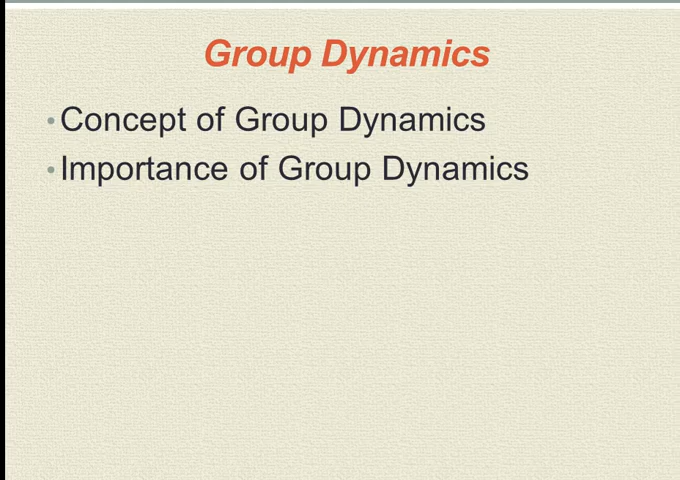 Group Dynamics
• Concept of Group Dynamics
• Importance of Group Dynamics